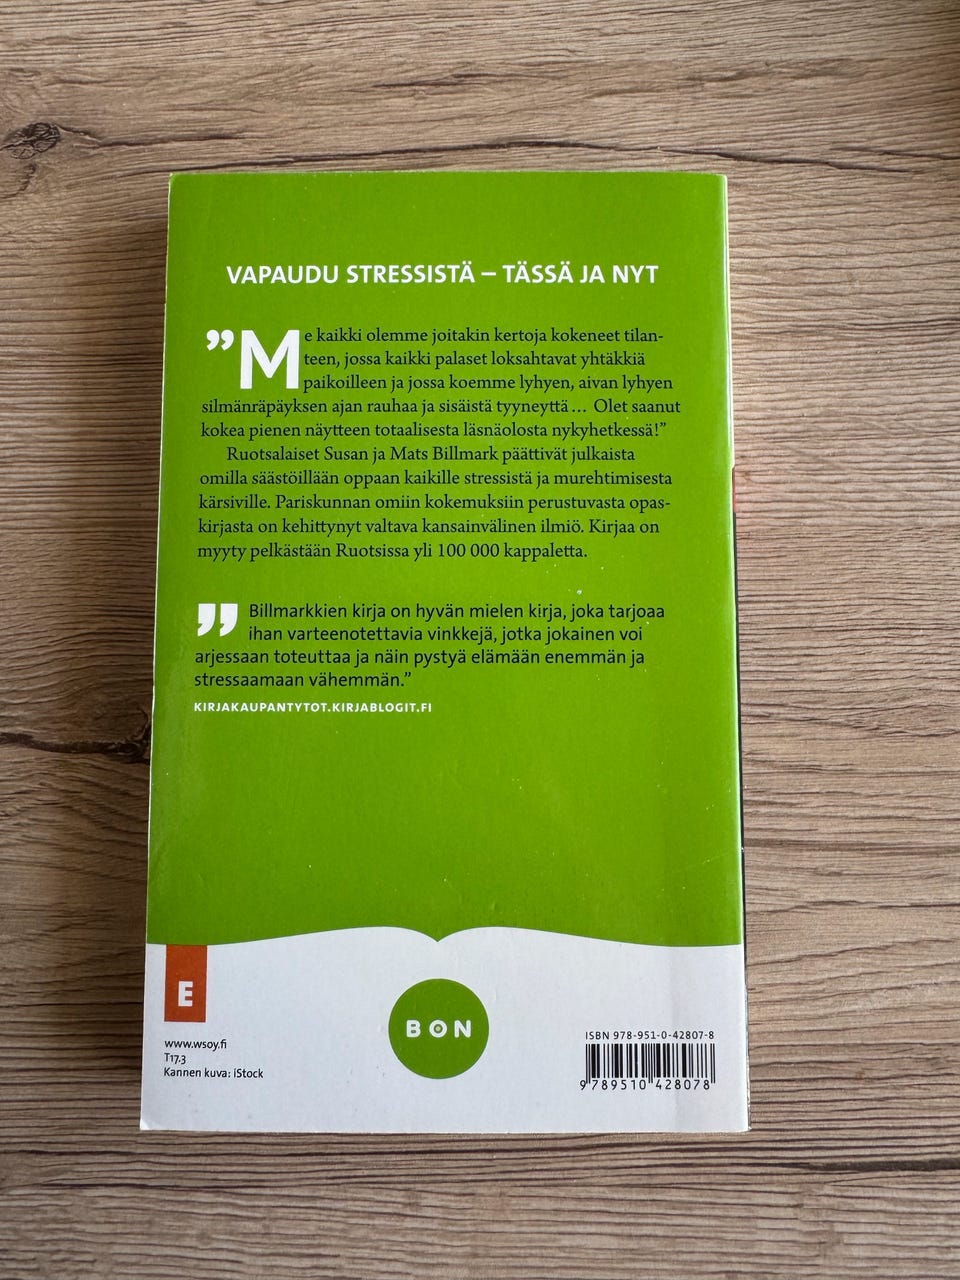 VAPAUDU STRESSISTÄ – TÄSSÄ JA NYT
”Me kaikki olemme joitakin kertoja kokeneet tilan-
teen, jossa kaikki palaset loksahtavat yhtäkkiä
paikoilleen ja jossa koemme lyhyen, aivan lyhyen
silmänräpäyksen ajan rauhaa ja sisäistä tyyneyttä ... Olet saanut
kokea pienen näytteen totaalisesta läsnäolosta nykyhetkessä!”
Ruotsalaiset Susan ja Mats Billmark päättivät julkaista
omilla säästöillään oppaan kaikille stressistä ja murehtimisesta
kärsiville. Pariskunnan omiin kokemuksiin perustuvasta opas-
kirjasta on kehittynyt valtava kansainvälinen ilmiö. Kirjaa on
myyty pelkästään Ruotsissa yli 100 000 kappaletta.
” Billmarkkien kirja on hyvän mielen kirja, joka tarjoaa
ihan varteenotettavia vinkkejä, jotka jokainen voi
arjessaan toteuttaa ja näin pystyä elämään enemmän ja
stressaamaan vähemmän.”
KIRJAKAUPANTYTOT.KIRJABLOGIT.FI
E
www.wsoy.fi
T17.3
Kannen kuva: iStock
BON
ISBN 978-951-0-42807-8
9 789510 428078